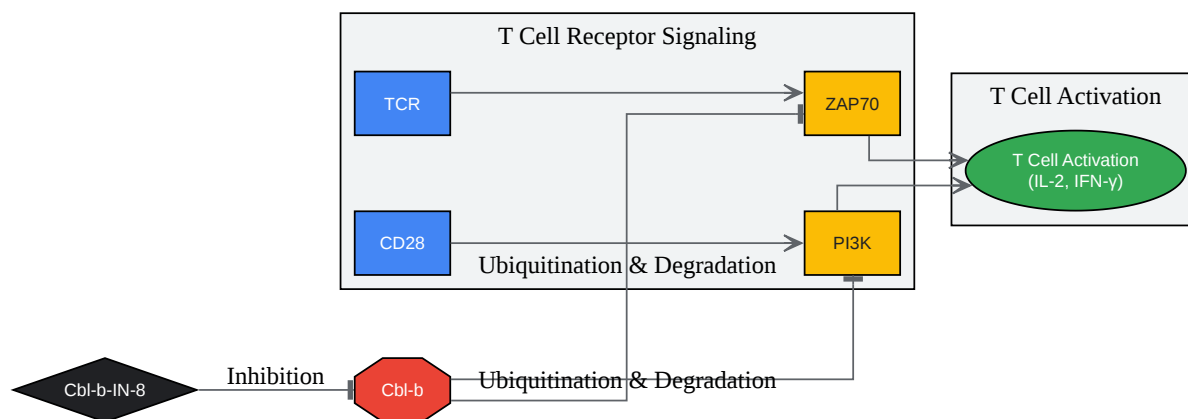 T Cell Receptor Signaling
TCR
ZAP70
T Cell Activation
T Cell Activation
(IL-2, IFN-γ)
CD28
PI3K
Ubiquitination & Degradation
Inhibition
Cbl-b-IN-8
Cbl-b
Ubiquitination & Degradation